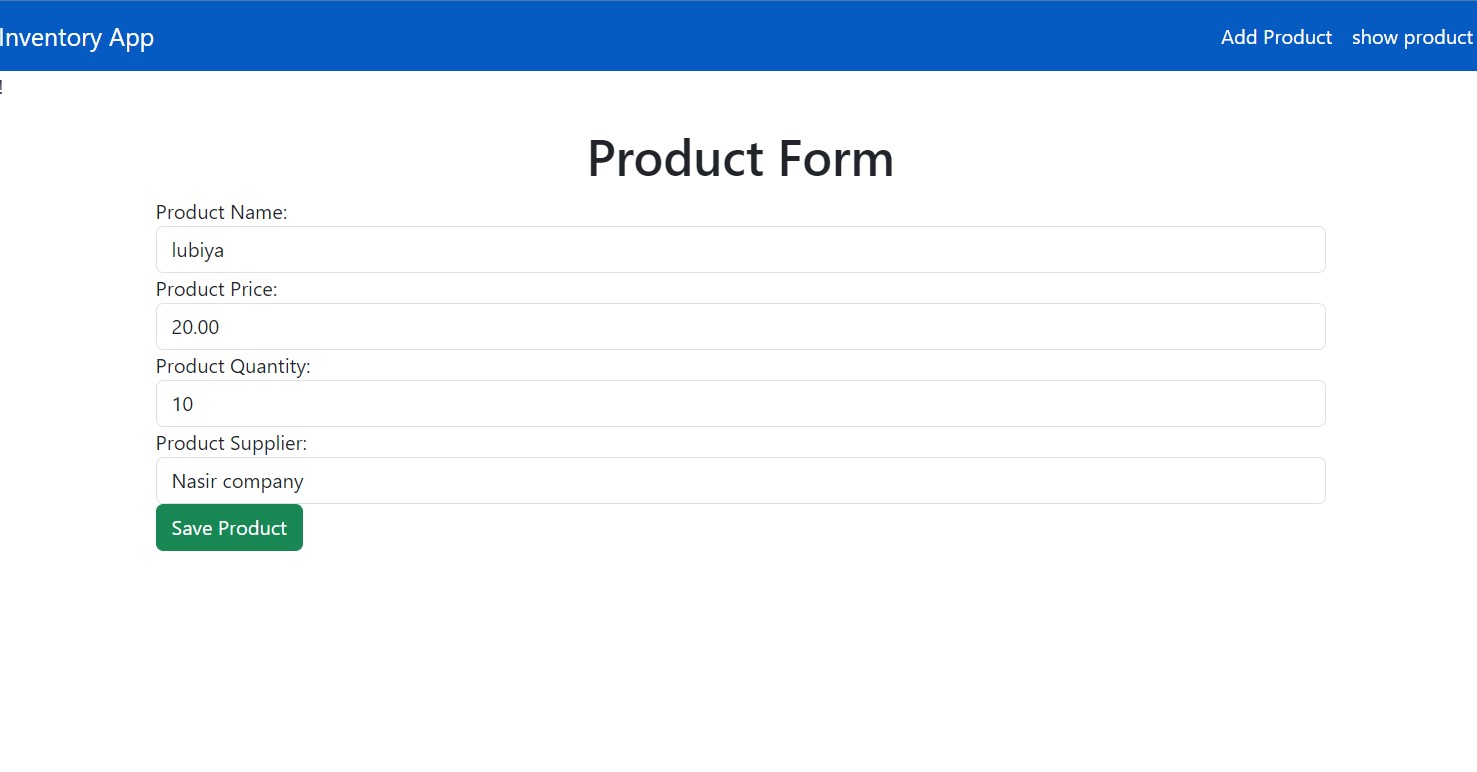 Inventory App Add Product show product
!
Product Form
Product Name:
lubiya
Product Price:
20.00
Product Quantity:
10
Product Supplier:
Nasir company
Save Product